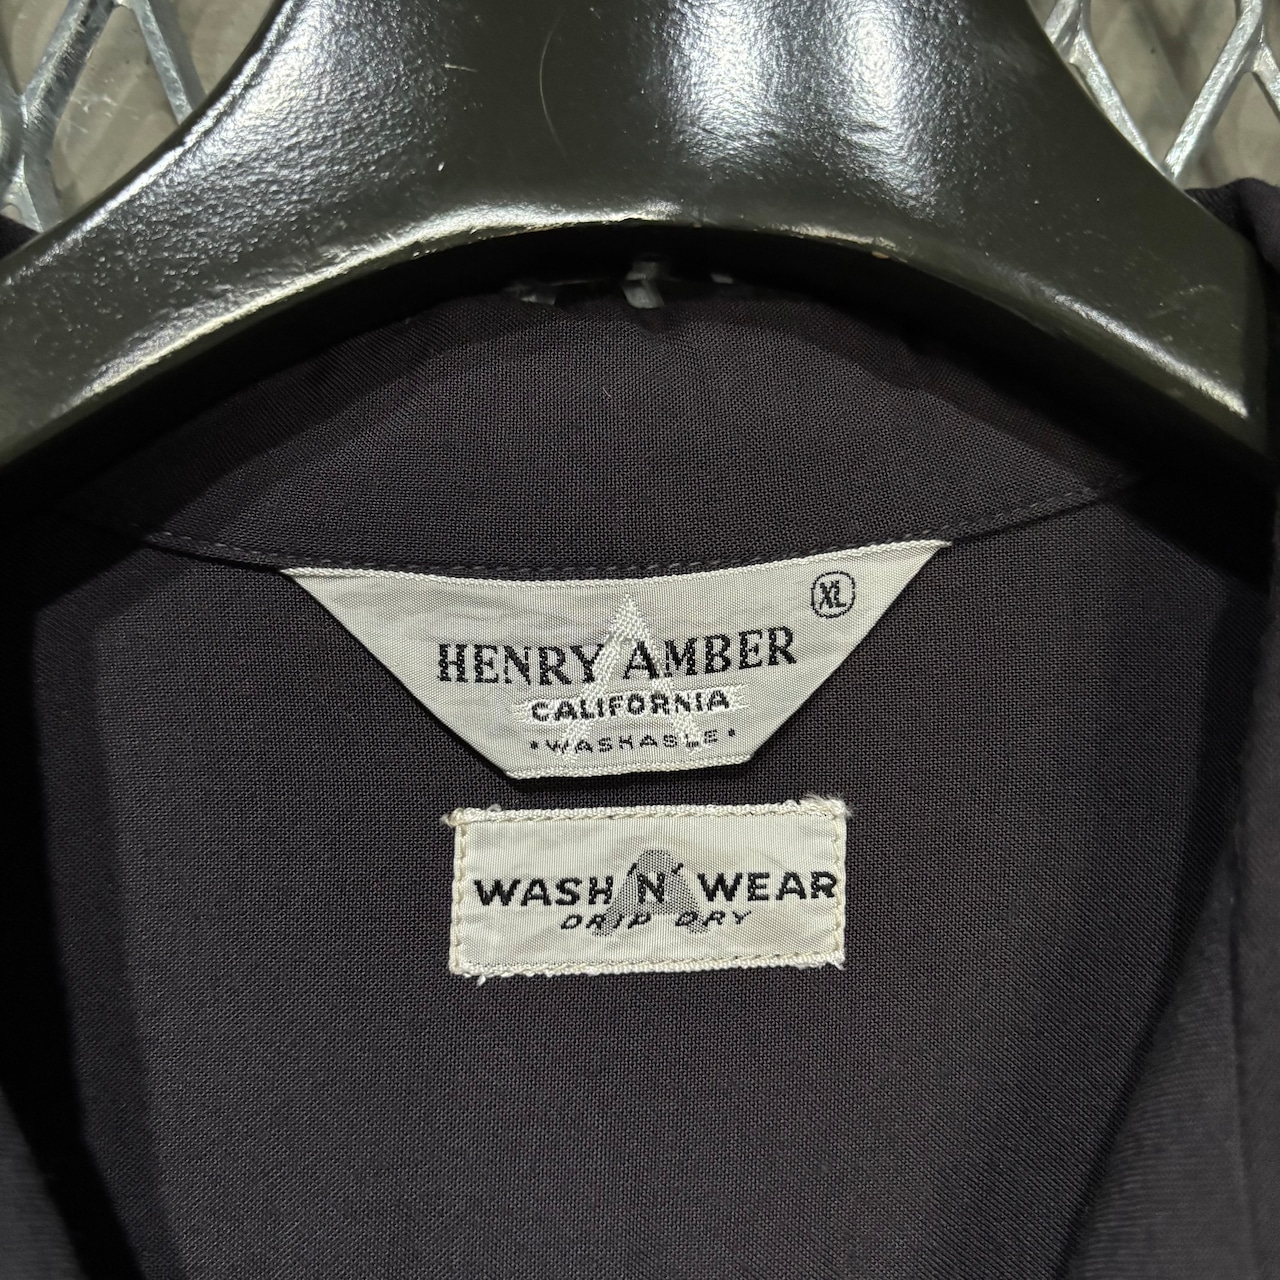 XL
HENRY AMBER
CALIFORNIA
•WASHABLE•
WASH 'N' WEAR
DRIP DRY